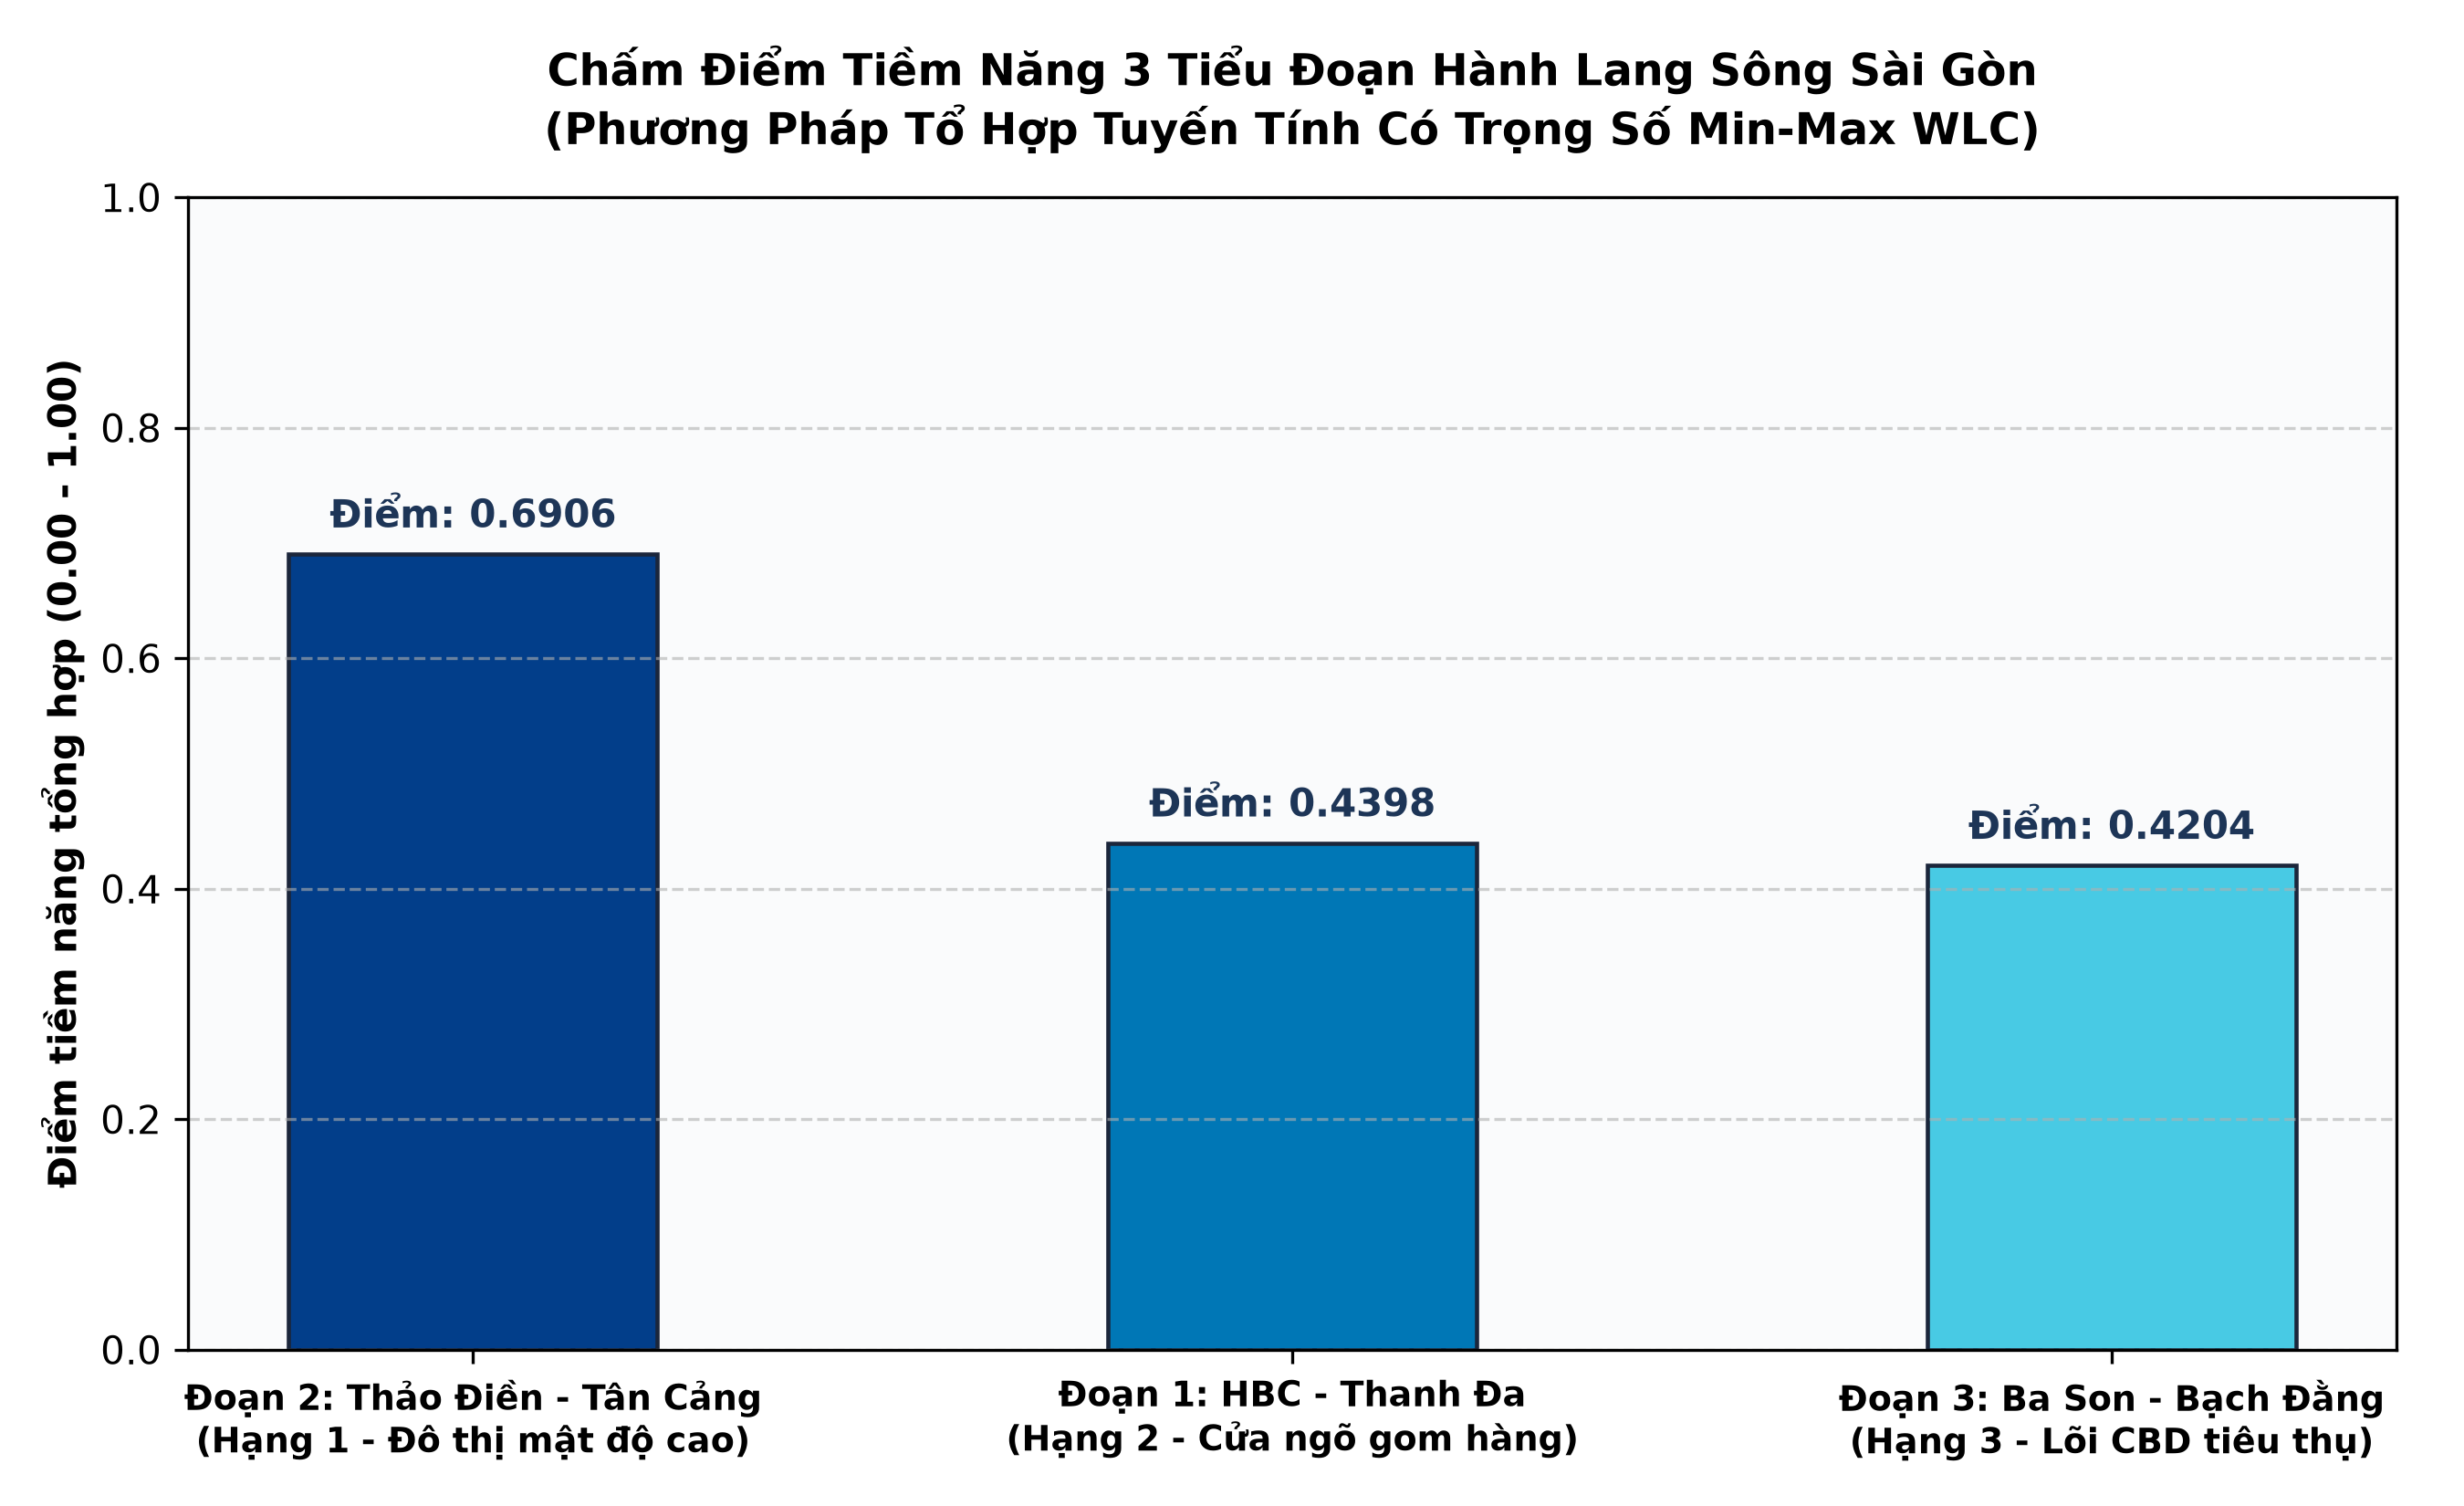 Chấm Điểm Tiềm Năng 3 Tiểu Đoạn Hành Lang Sông Sài Gòn
(Phương Pháp Tổ Hợp Tuyến Tính Có Trọng Số Min-Max WLC)
Điểm tiềm năng tổng hợp (0.00 - 1.00)
1.0
0.8
0.6
0.4
0.2
0.0
Điểm: 0.6906
Điểm: 0.4398
Điểm: 0.4204
Đoạn 2: Thảo Điền - Tân Cảng
(Hạng 1 - Đô thị mật độ cao)
Đoạn 1: HBC - Thanh Đa
(Hạng 2 - Cửa ngõ gom hàng)
Đoạn 3: Ba Son - Bạch Đằng
(Hạng 3 - Lõi CBD tiêu thụ)